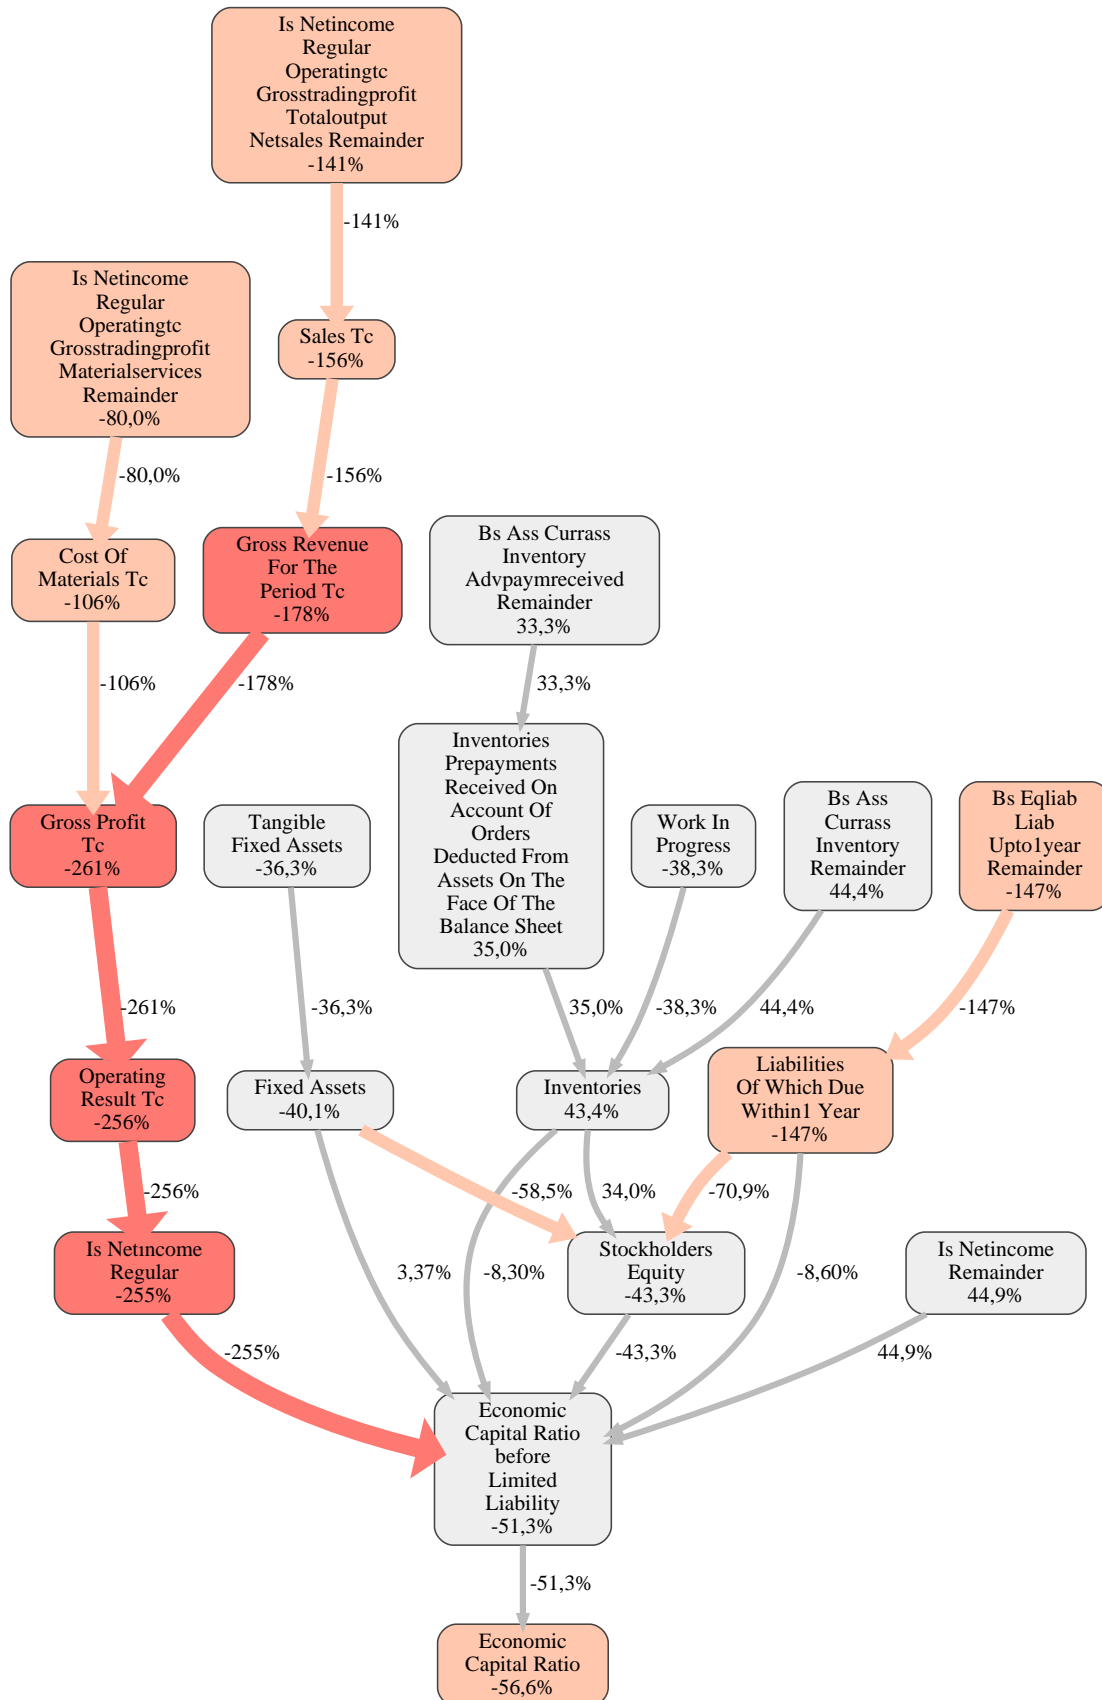 Is Netincome
Regular
Operatingtc
Grosstradingprofit
Totaloutput
Netsales Remainder
-141%
-141%
Is Netincome
Regular
Operatingtc
Grosstradingprofit
Materialservices
Remainder
-80,0%
Sales Tc
-156%
-80,0%
-156%
Cost Of
Materials Tc
-106%
Gross Revenue
For The
Period Tc
-178%
Bs Ass Currass
Inventory
Advpaymreceived
Remainder
33,3%
-106%
-178%
33,3%
Gross Profit
Tc
-261%
Tangible
Fixed Assets
-36,3%
Inventories
Prepayments
Received On
Account Of
Orders
Deducted From
Assets On The
Face Of The
Balance Sheet
35,0%
Work In
Progress
-38,3%
Bs Ass
Currass
Inventory
Remainder
44,4%
Bs Eqliab
Liab
Upto1year
Remainder
-147%
-261%
-36,3%
35,0%
-38,3%
44,4%
-147%
Operating
Result Tc
-256%
Fixed Assets
-40,1%
Inventories
43,4%
Liabilities
Of Which Due
Within1 Year
-147%
-256%
-58,5%
34,0%
-70,9%
Is Netincome
Regular
-255%
3,37%
-8,30%
Stockholders
Equity
-43,3%
-8,60%
Is Netincome
Remainder
44,9%
-255%
-43,3%
44,9%
Economic
Capital Ratio
before
Limited
Liability
-51,3%
-51,3%
Economic
Capital Ratio
-56,6%